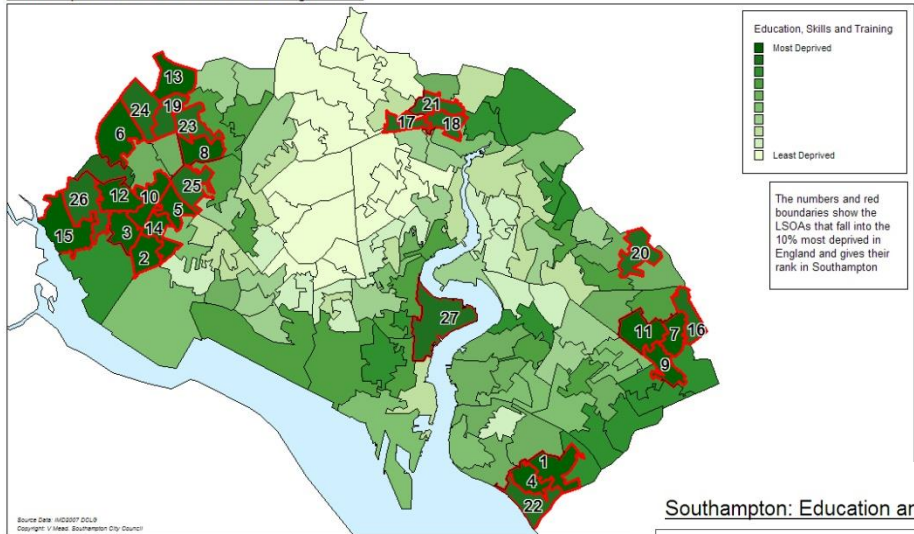 Education, Skills and Training
Most Deprived
Least Deprived
The numbers and red
boundaries show the
LSOAs that fall into the
10% most deprived in
England and gives their
rank in Southampton
13
24
19
21
6
23
17
18
8
25
26
12
10
5
15
3
14
2
20
27
11
7
16
9
1
4
22
Source Data: IMD2007 DCLG
Copyright: V Meas. Southampton City Council
Southampton: Education an